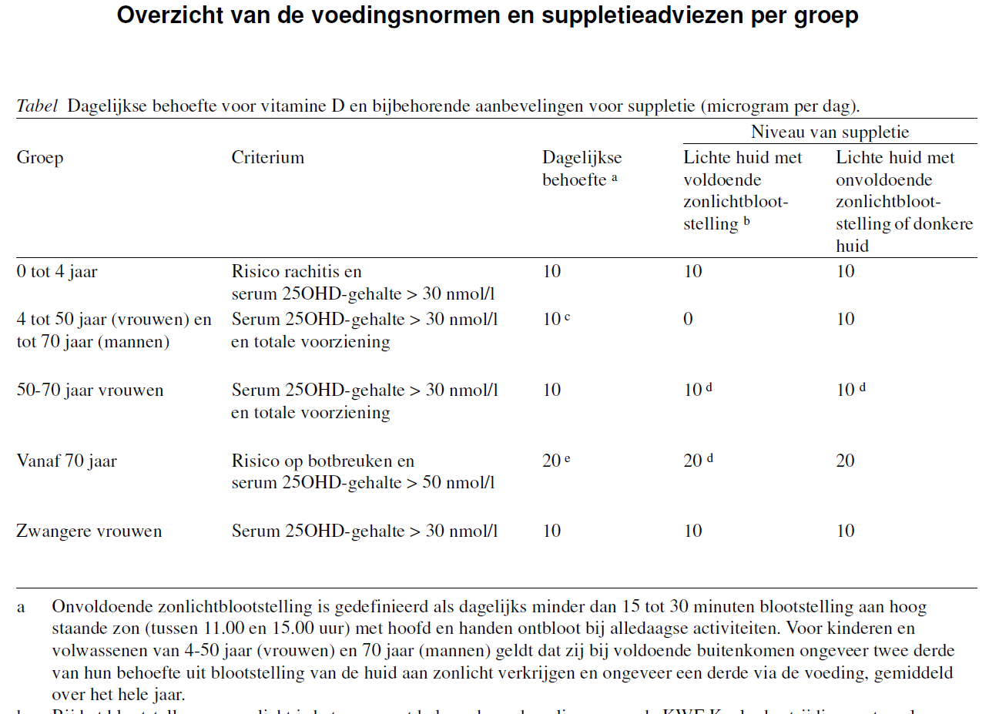 Overzicht van de voedingsnormen en suppletieadviezen per groep
Tabel Dagelijkse behoefte voor vitamine D en bijbehorende aanbevelingen voor suppletie (microgram per dag).
Niveau van suppletie
Groep Criterium Dagelijkse behoefte a Lichte huid met voldoende zonlichtbloot- stelling b Lichte huid met onvoldoende zonlichtbloot- stelling of donkere huid
0 tot 4 jaar Risico rachitis en 10 10 10
serum 25OHD-gehalte > 30 nmol/l
4 tot 50 jaar (vrouwen) en Serum 25OHD-gehalte > 30 nmol/l 10 c 0 10
tot 70 jaar (mannen) en totale voorziening
50-70 jaar vrouwen Serum 25OHD-gehalte > 30 nmol/l 10 10 d 10 d
en totale voorziening
Vanaf 70 jaar Risico op botbreuken en 20 e 20 d 20
serum 25OHD-gehalte > 50 nmol/l
Zwangere vrouwen Serum 25OHD-gehalte > 30 nmol/l 10 10 10
a Onvoldoende zonlichtblootstelling is gedefinieerd als dagelijks minder dan 15 tot 30 minuten blootstelling aan hoog
staande zon (tussen 11.00 en 15.00 uur) met hoofd en handen ontbloot bij alledaagse activiteiten. Voor kinderen en
volwassenen van 4-50 jaar (vrouwen) en 70 jaar (mannen) geldt dat zij bij voldoende buitenkomen ongeveer twee derde
van hun behoefte uit blootstelling van de huid aan zonlicht verkrijgen en ongeveer een derde via de voeding, gemiddeld
over het hele jaar.